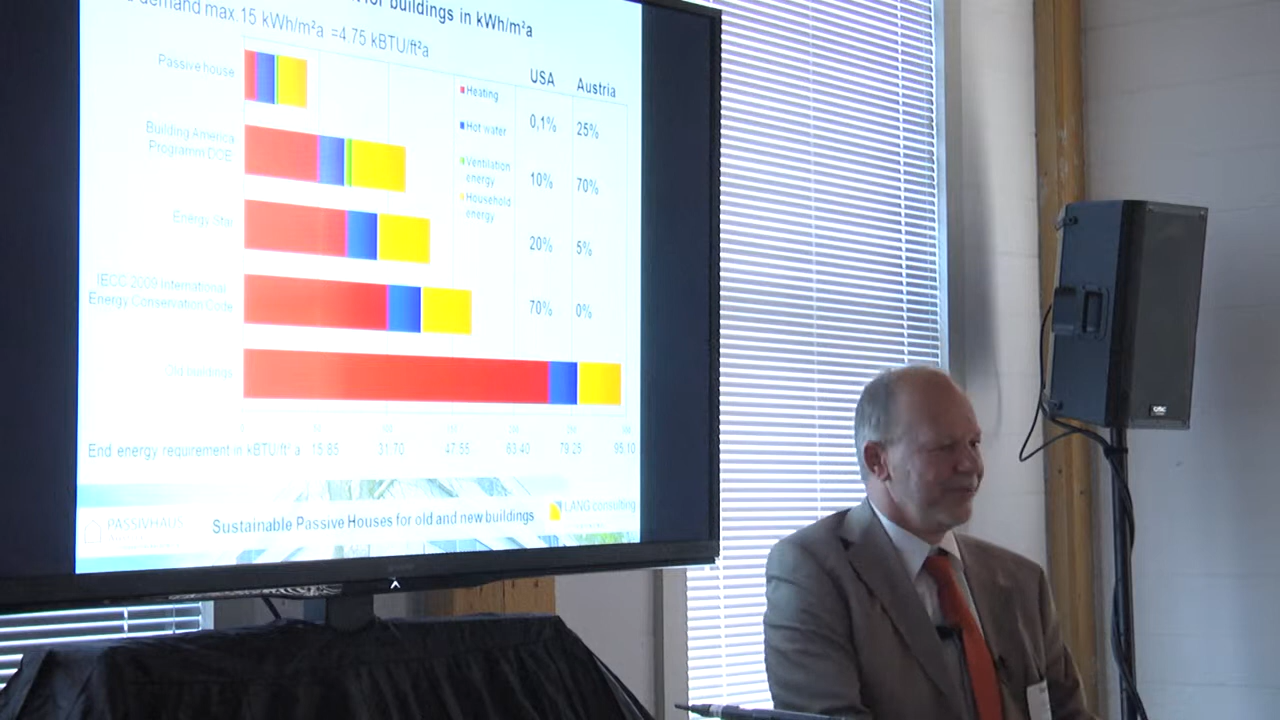 for buildings in kWh/m²a
demand max.15 kWh/m²a =4.75 kBTU/ft²a
USA Austria
Passive house
Heating
0,1% 25%
Building America
Programm DOE
Hot water
Ventilation
energy
10% 70%
Household
energy
Energy Star
20% 5%
IECC 2009 International
Energy Conservation Code
70% 0%
Old buildings
End energy requirement in kBTU/ft² a 15.85 31.70 47.55 63.40 79.25 95.10
PASSIVHAUS
Sustainable Passive Houses for old and new buildings
LANG consulting
QSC